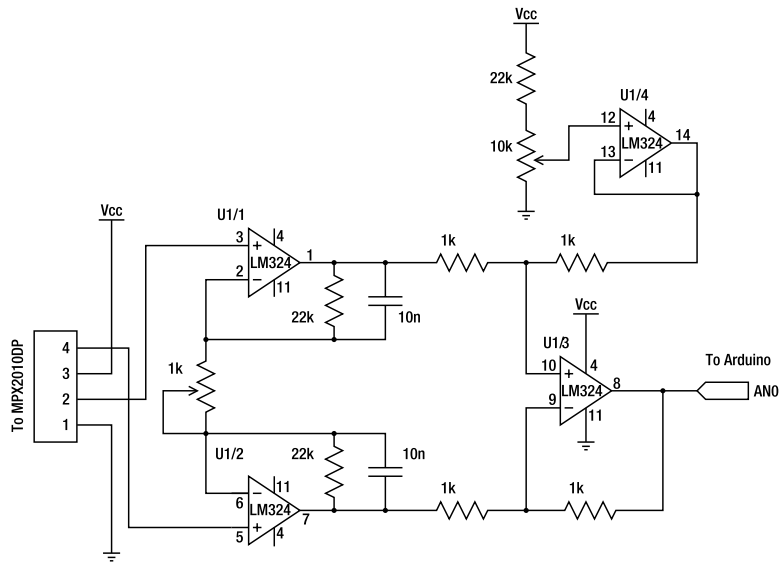 Vcc
22k
10k
U1/4
12
+
4
LM324
14
13
−
11
Vcc
U1/1
3
+
4
LM324
1
2
−
11
1k
1k
22k
10n
Vcc
To MPX2010DP
4
3
2
1
1k
U1/3
10
+
4
LM324
8
9
−
11
To Arduino
AN0
U1/2
22k
10n
−
11
6
LM324
7
+
5
4
1k
1k